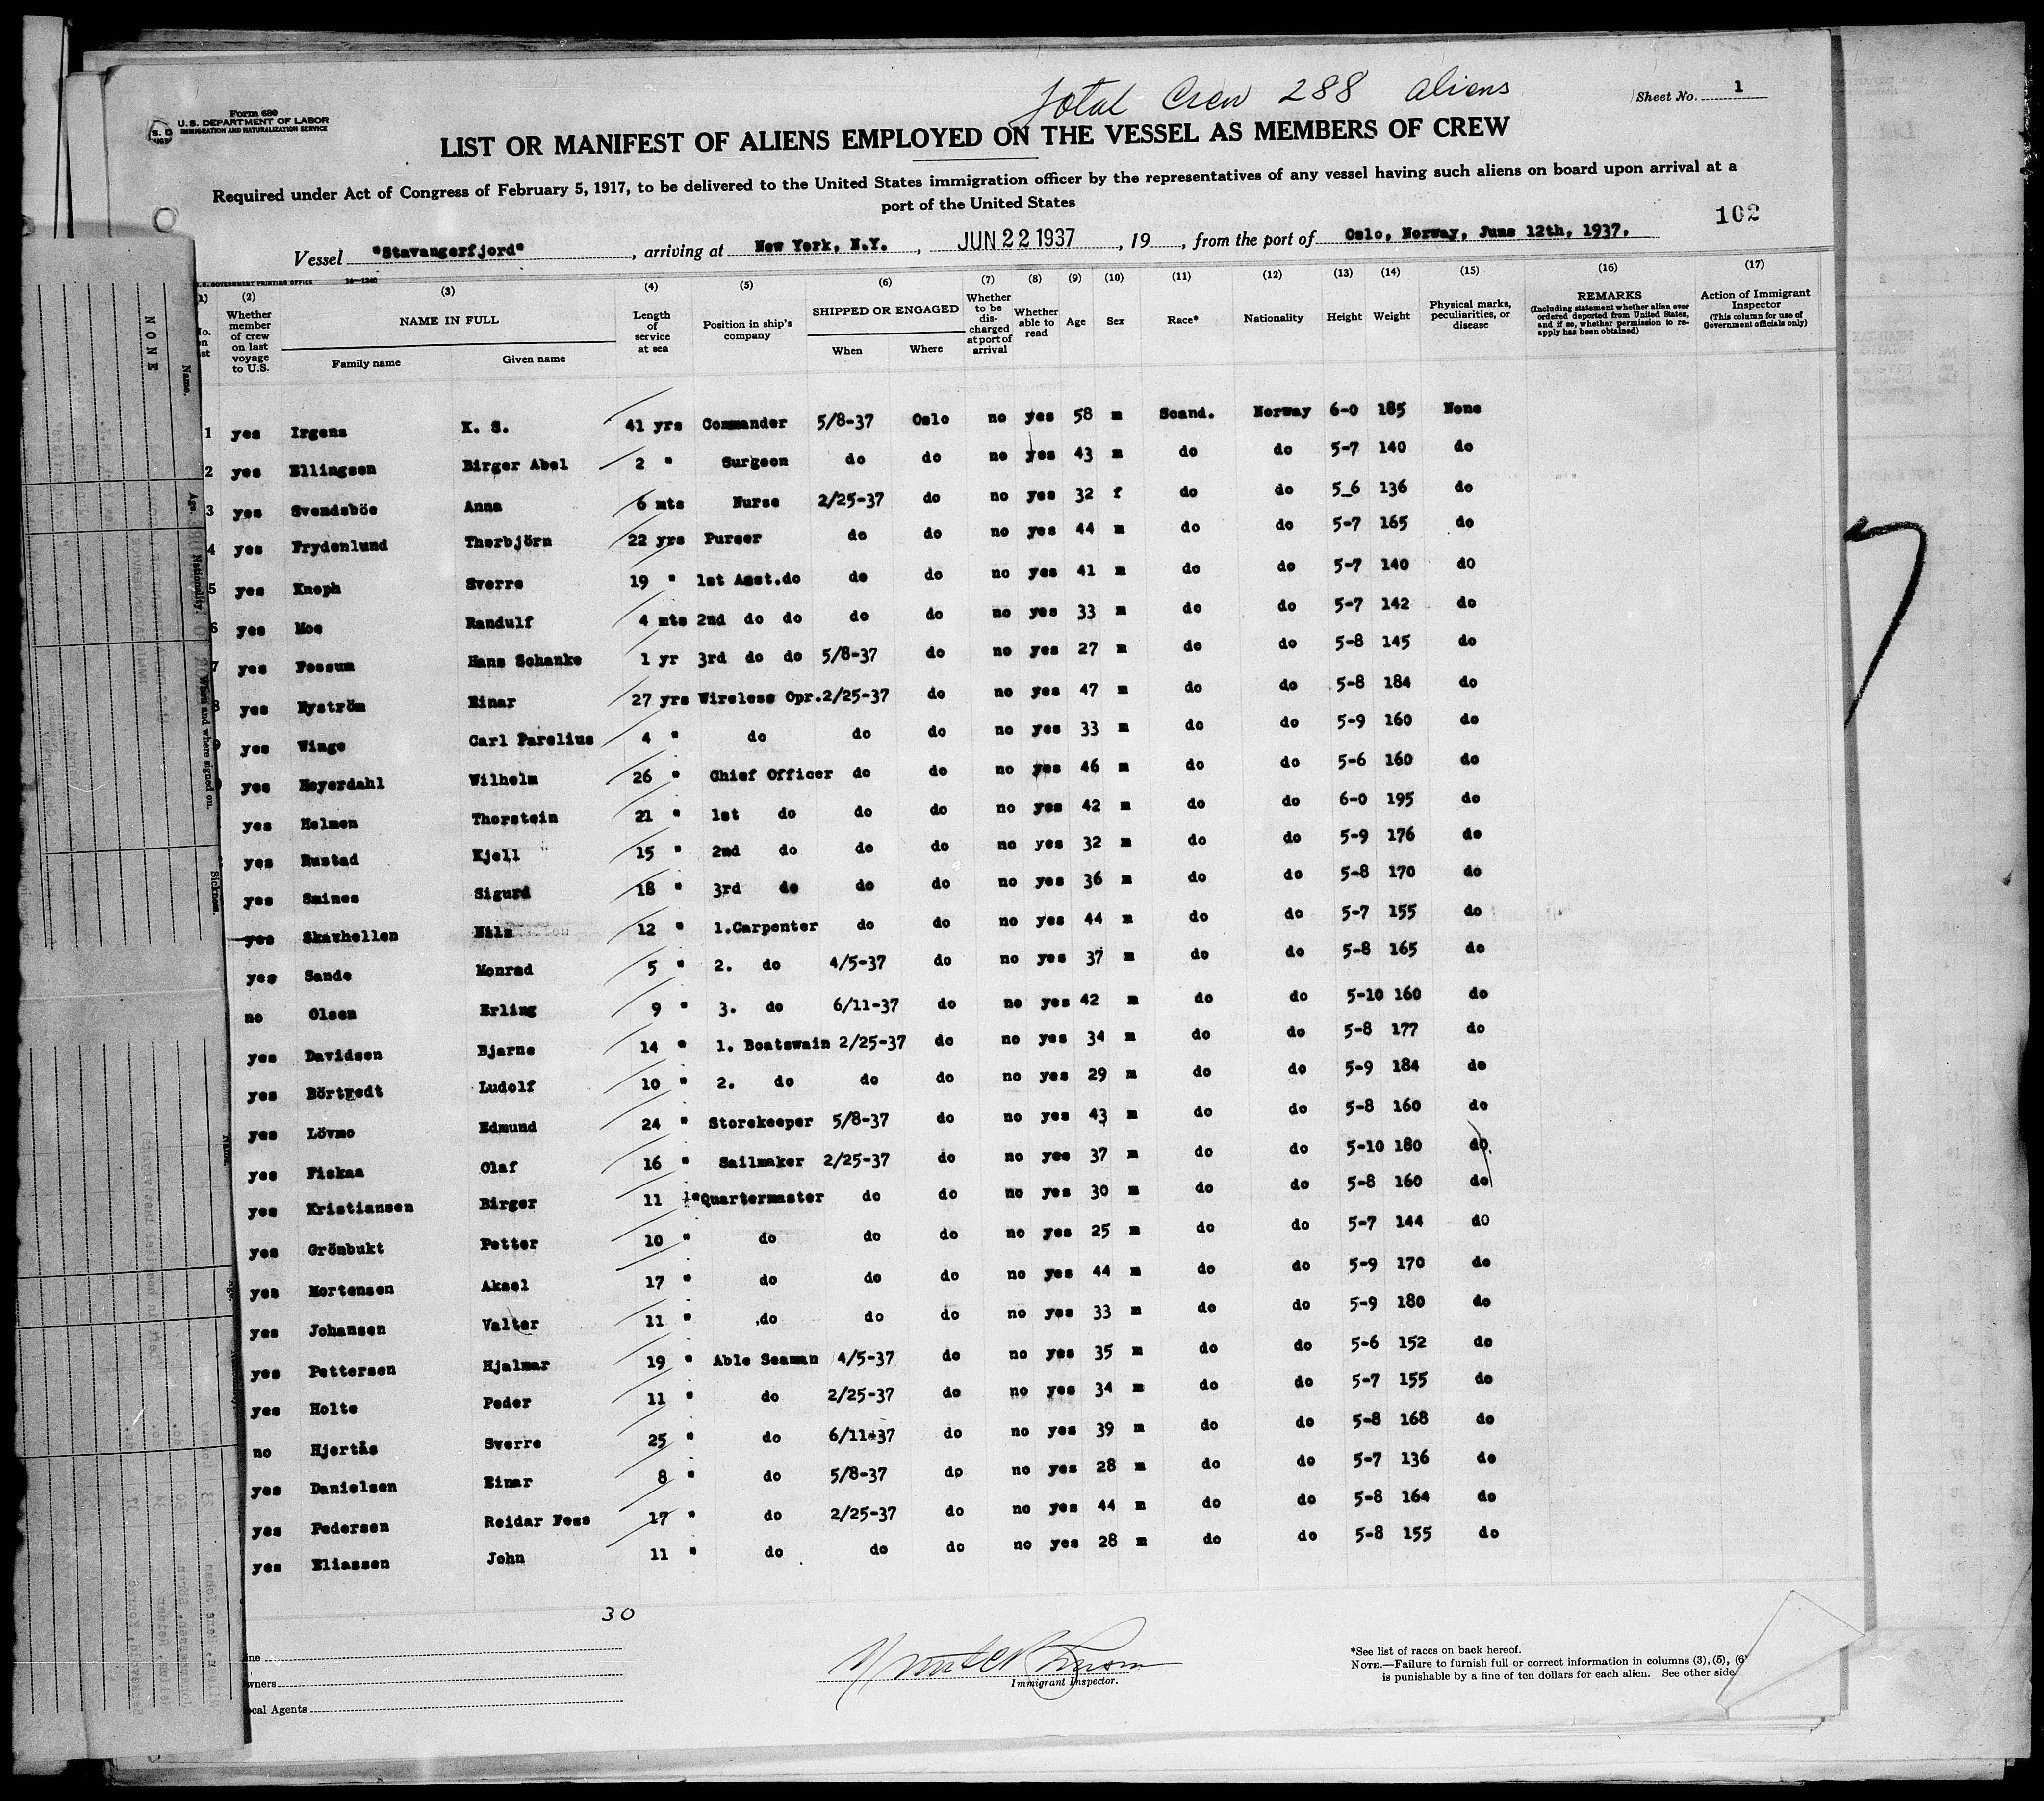 Total Crew 288 aliens
Sheet No. 1
Form 680
U. S. DEPARTMENT OF LABOR
IMMIGRATION AND NATURALIZATION SERVICE
LIST OR MANIFEST OF ALIENS EMPLOYED ON THE VESSEL AS MEMBERS OF CREW
Required under Act of Congress of February 5, 1917, to be delivered to the United States immigration officer by the representatives of any vessel having such aliens on board upon arrival at a
port of the United States
102
Vessel "Stavangerfjord", arriving at New York, N.Y., JUN 22 1937, 19, from the port of Oslo, Norway, June 12th, 1937,
U.S. GOVERNMENT PRINTING OFFICE 16—1240
(1) (2) (3) (4) (5) (6) (7) (8) (9) (10) (11) (12) (13) (14) (15) (16) (17)
No. on list
Whether member of crew on last voyage to U.S.
NAME IN FULL
Family name Given name
Length of service at sea
Position in ship's company
SHIPPED OR ENGAGED
When Where
Whether to be discharged at port of arrival
Whether able to read
Age
Sex
Race*
Nationality
Height
Weight
Physical marks, peculiarities, or disease
REMARKS
(Including statement whether alien ever ordered deported from United States, and if so, whether permission to reapply has been obtained)
Action of Immigrant Inspector
(This column for use of Government officials only)
1 yes Irgens K. S. 41 yrs Commander 5/8-37 Oslo no yes 58 m Scand. Norway 6-0 185 None
2 yes Ellingsen Birger Abel 2 " Surgeon do do no yes 43 m do do 5-7 140 do
3 yes Svendsböe Anna 6 mts Nurse 2/25-37 do no yes 32 f do do 5_6 136 do
4 yes Frydenlund Thorbjörn 22 yrs Purser do do no yes 44 m do do 5-7 165 do
5 yes Knoph Sverre 19 " 1st Asst.do do do no yes 41 m do do 5-7 140 do
6 yes Moe Randulf 4 mts 2nd do do do do no yes 33 m do do 5-7 142 do
7 yes Fossum Hans Schanke 1 yr 3rd do do 5/8-37 do no yes 27 m do do 5-8 145 do
8 yes Nyström Einar 27 yrs Wireless Opr. 2/25-37 do no yes 47 m do do 5-8 184 do
9 yes Winge Carl Parelius 4 " do do do no yes 33 m do do 5-9 160 do
yes Heyerdahl Wilhelm 26 " Chief Officer do do no yes 46 m do do 5-6 160 do
yes Holmen Thorstein 21 " 1st do do do no yes 42 m do do 6-0 195 do
yes Rustad Kjell 15 " 2nd do do do no yes 32 m do do 5-9 176 do
yes Smines Sigurd 18 " 3rd do do do no yes 36 m do do 5-8 170 do
yes Skavhellen Nils 12 " 1.Carpenter do do no yes 44 m do do 5-7 155 do
yes Sande Monrad 5 " 2. do 4/5-37 do no yes 37 m do do 5-8 165 do
no Olsen Erling 9 " 3. do 6/11-37 do no yes 42 m do do 5-10 160 do
yes Davidsen Bjarne 14 " 1. Boatswain 2/25-37 do no yes 34 m do do 5-8 177 do
yes Börtvedt Ludolf 10 " 2. do do do no yes 29 m do do 5-9 184 do
yes Lövmo Edmund 24 " Storekeeper 5/8-37 do no yes 43 m do do 5-8 160 do
yes Fiskaa Olaf 16 " Sailmaker 2/25-37 do no yes 37 m do do 5-10 180 do
yes Kristiansen Birger 11 " Quartermaster do do no yes 30 m do do 5-8 160 do
yes Grönbukt Petter 10 " do do do no yes 25 m do do 5-7 144 do
yes Mortensen Aksel 17 " do do do no yes 44 m do do 5-9 170 do
yes Johansen Valter 11 " do do do no yes 33 m do do 5-9 180 do
yes Pettersen Hjalmar 19 " Able Seaman 4/5-37 do no yes 35 m do do 5-6 152 do
yes Holte Peder 11 " do 2/25-37 do no yes 34 m do do 5-7 155 do
no Hjertås Sverre 25 " do 6/11-37 do no yes 39 m do do 5-8 168 do
yes Danielsen Einar 8 " do 5/8-37 do no yes 28 m do do 5-7 136 do
yes Pedersen Reidar Foss 17 " do 2/25-37 do no yes 44 m do do 5-8 164 do
yes Eliassen John 11 " do do do no yes 28 m do do 5-8 155 do
30
Immigrant Inspector.
*See list of races on back hereof.
NOTE.—Failure to furnish full or correct information in columns (3), (5), (6)
is punishable by a fine of ten dollars for each alien. See other side
Line
Owners
Local Agents
NONE
Name.
Age.
Nationality.
When and where signed on.
Sickness.